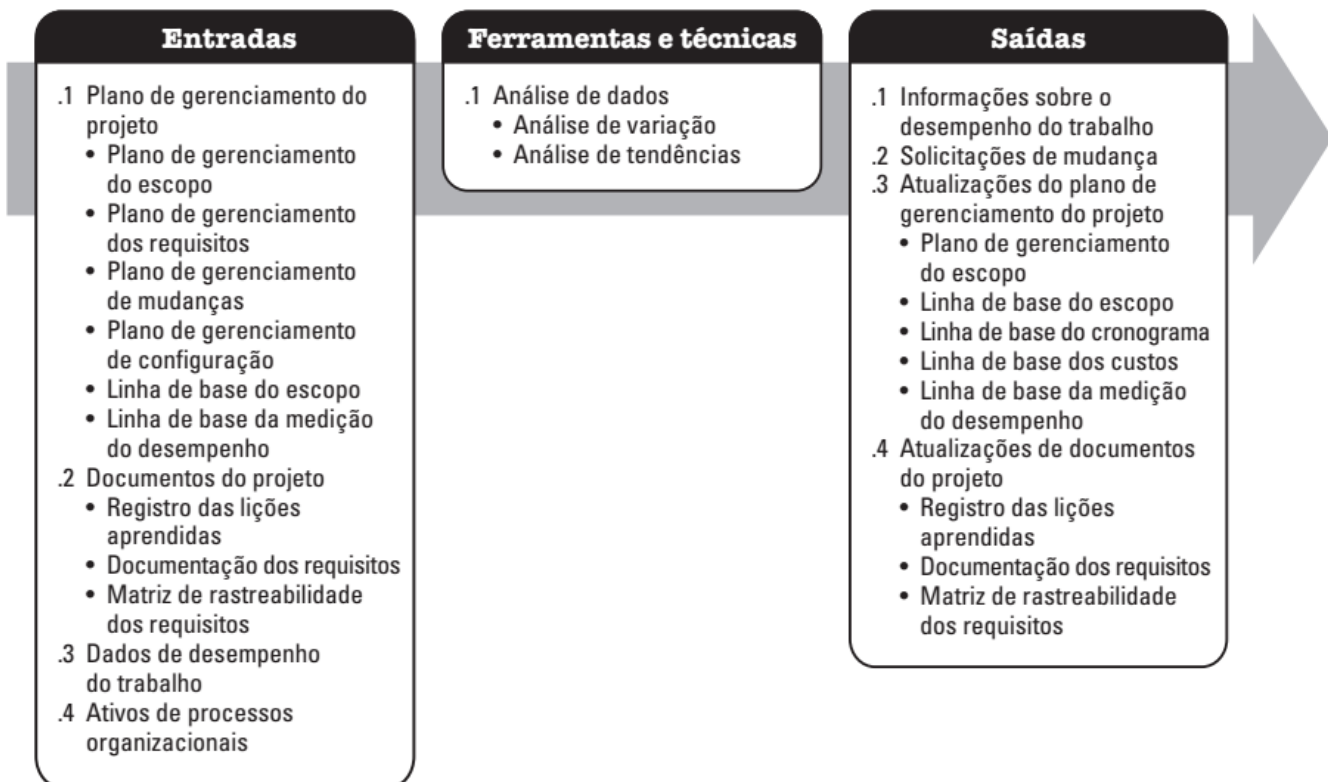 Entradas
.1 Plano de gerenciamento do
projeto
• Plano de gerenciamento
do escopo
• Plano de gerenciamento
dos requisitos
• Plano de gerenciamento
de mudanças
• Plano de gerenciamento
de configuração
• Linha de base do escopo
• Linha de base da medição
do desempenho
.2 Documentos do projeto
• Registro das lições
aprendidas
• Documentação dos requisitos
• Matriz de rastreabilidade
dos requisitos
.3 Dados de desempenho
do trabalho
.4 Ativos de processos
organizacionais
Ferramentas e técnicas
.1 Análise de dados
• Análise de variação
• Análise de tendências
Saídas
.1 Informações sobre o
desempenho do trabalho
.2 Solicitações de mudança
.3 Atualizações do plano de
gerenciamento do projeto
• Plano de gerenciamento
do escopo
• Linha de base do escopo
• Linha de base do cronograma
• Linha de base dos custos
• Linha de base da medição
do desempenho
.4 Atualizações de documentos
do projeto
• Registro das lições
aprendidas
• Documentação dos requisitos
• Matriz de rastreabilidade
dos requisitos